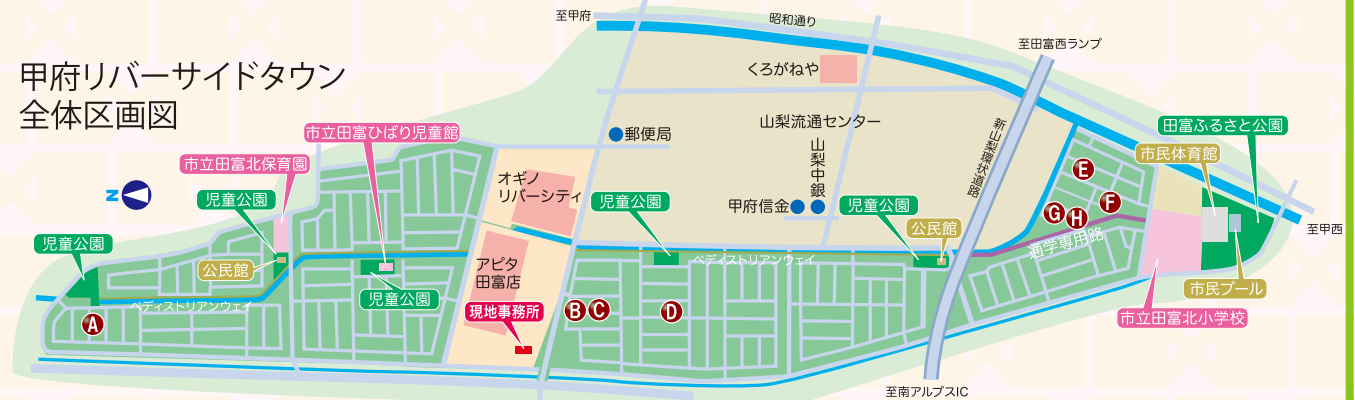 甲府リバーサイドタウン
全体区画図
至甲府
昭和通り
至田富西ランプ
くろがねや
山梨流通センター
郵便局
新山梨環状道路
田富ふるさと公園
市民体育館
市立田富ひばり児童館
市立田富北保育園
山梨中銀
甲府信金
オギノ
リバーシティ
児童公園
児童公園
児童公園
公民館
児童公園
N
E
F
G
H
通学専用路
至甲西
公民館
アピタ
田富店
ペディストリアンウェイ
市民プール
児童公園
ペディストリアンウェイ
現地事務所
市立田富北小学校
A
B
C
D
至南アルプスIC